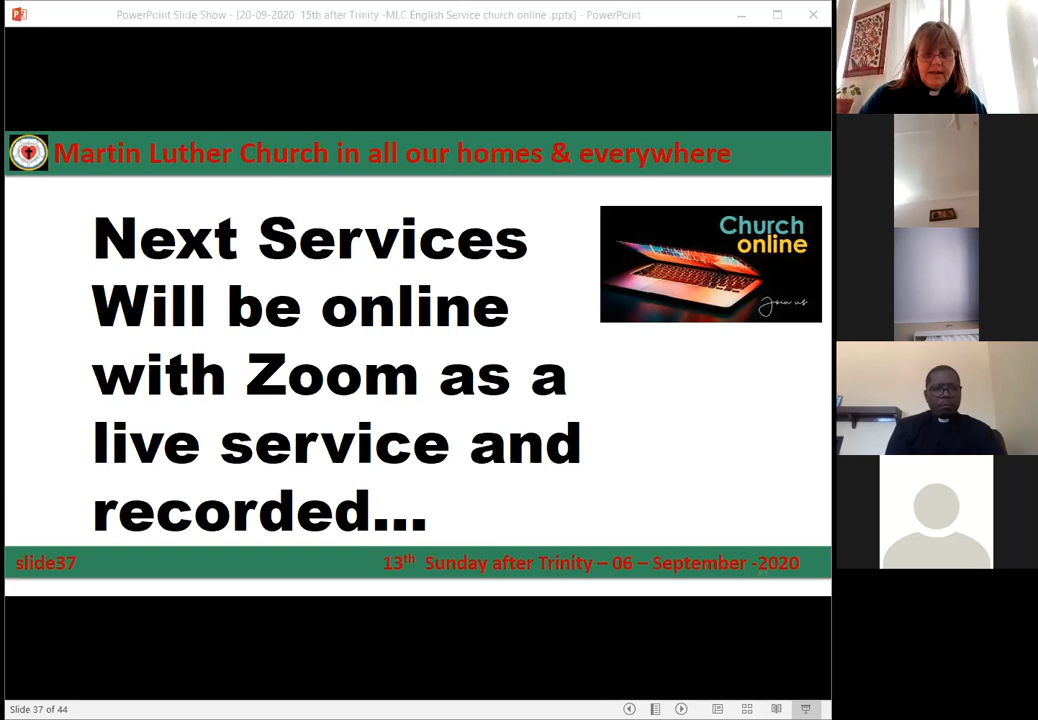 PowerPoint Slide Show - [20-09-2020 15th after Trinity -MLC English Service church online .pptx] - PowerPoint
Martin Luther Church in all our homes & everywhere
Next Services
Will be online
with Zoom as a
live service and
recorded...
Church
online
Join us
slide37
13th Sunday after Trinity – 06 – September -2020
Slide 37 of 44